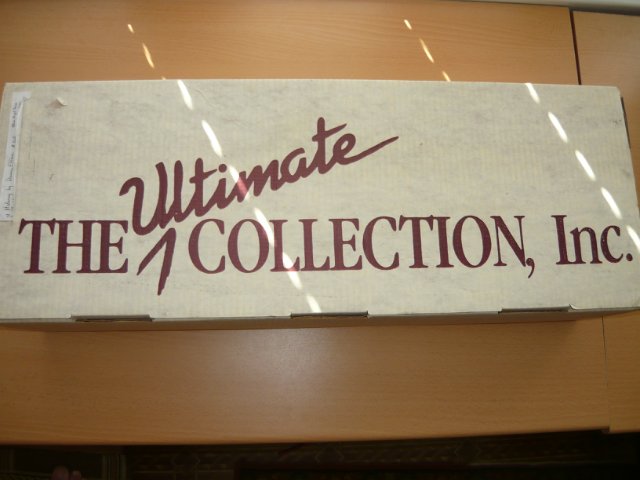 Ultimate
THE COLLECTION, Inc.